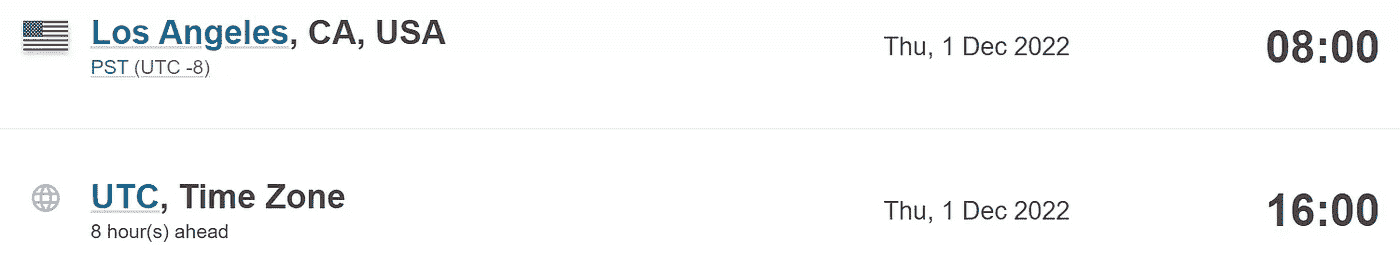 Los Angeles, CA, USA
PST (UTC -8)
Thu, 1 Dec 2022
08:00
UTC, Time Zone
8 hour(s) ahead
Thu, 1 Dec 2022
16:00